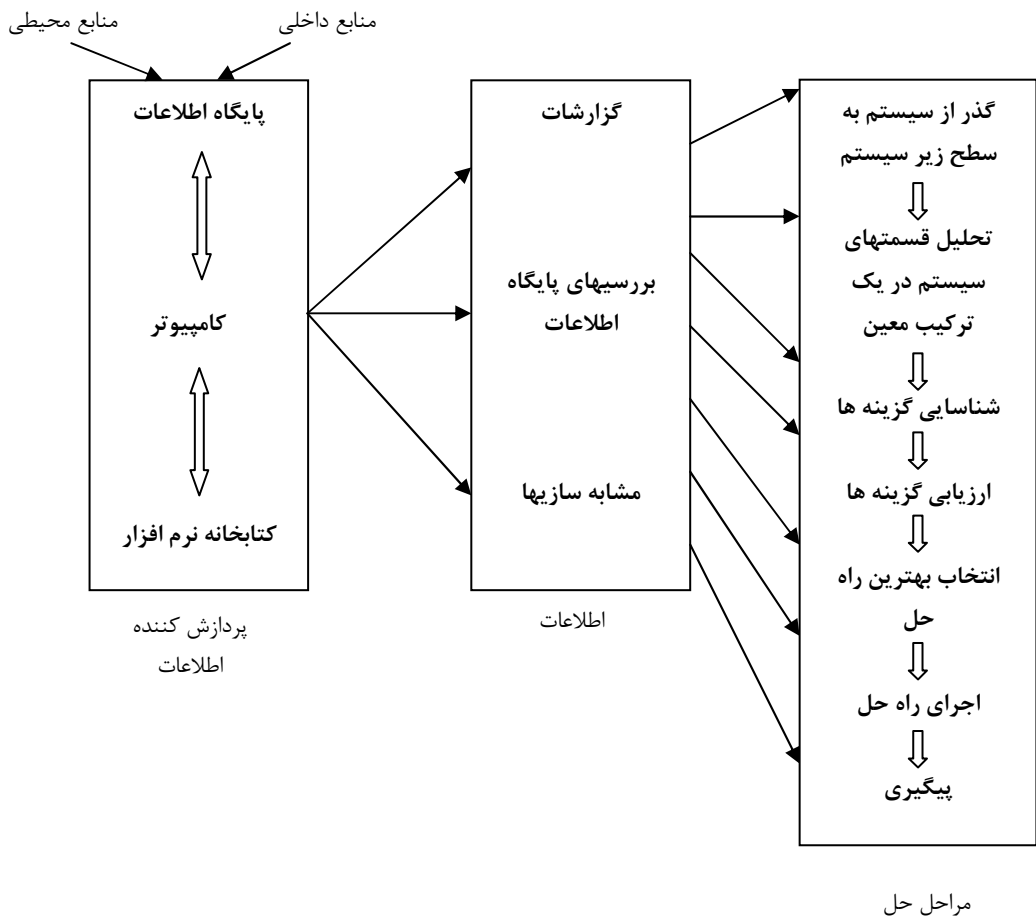 منابع محیطی
منابع داخلی
پایگاه اطلاعات
کامپیوتر
کتابخانه نرم افزار
پردازش کننده
اطلاعات
گزارشات
بررسیهای پایگاه
اطلاعات
مشابه سازیها
اطلاعات
گذر از سیستم به
سطح زیر سیستم
تحلیل قسمتهای
سیستم در یک
ترکیب معین
شناسایی گزینه ها
ارزیابی گزینه ها
انتخاب بهترین راه
حل
اجرای راه حل
پیگیری
مراحل حل